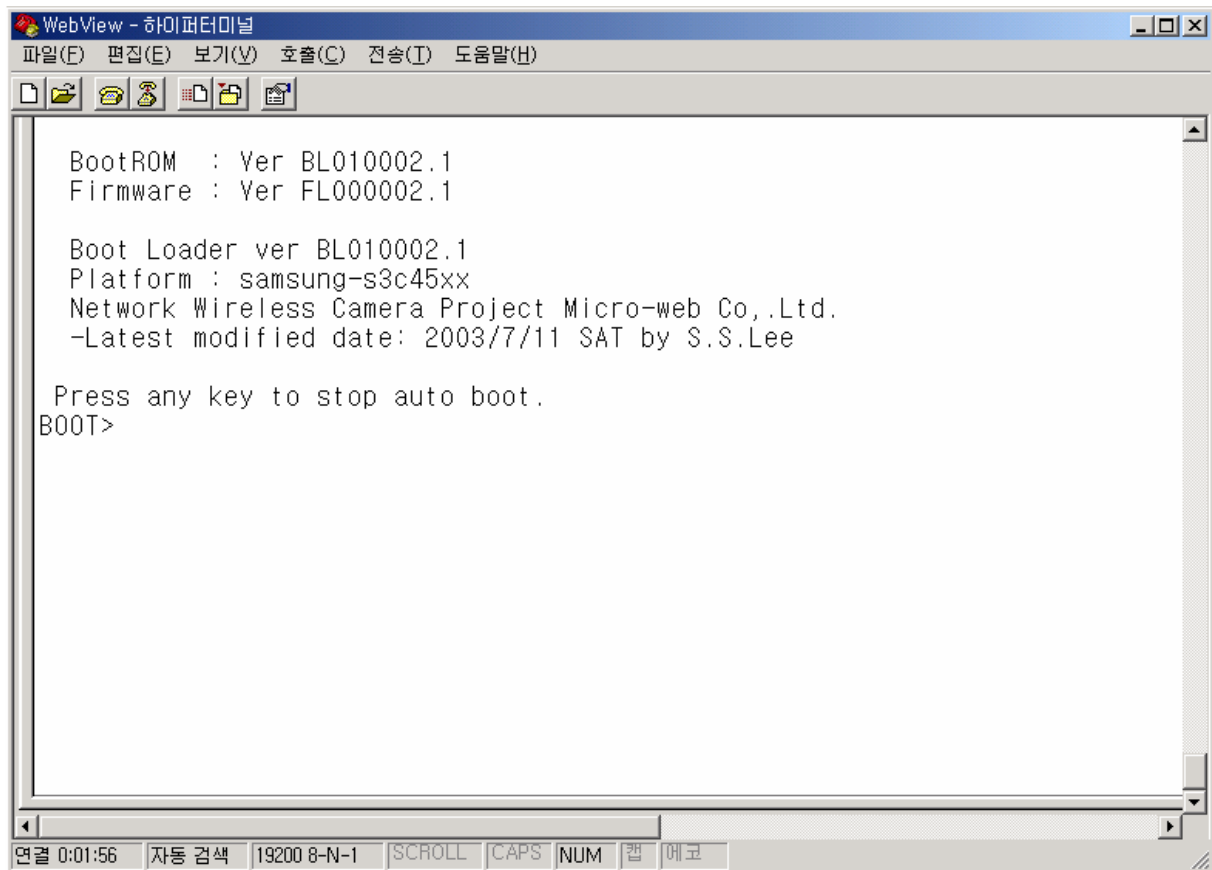 WebView - 하이퍼터미널
파일(F) 편집(E) 보기(V) 호출(C) 전송(T) 도움말(H)
BootROM : Ver BL010002.1
Firmware : Ver FL000002.1
Boot Loader ver BL010002.1
Platform : samsung-s3c45xx
Network Wireless Camera Project Micro-web Co,.Ltd.
-Latest modified date: 2003/7/11 SAT by S.S.Lee
Press any key to stop auto boot.
BOOT>
연결 0:01:56 자동 검색 19200 8-N-1 SCROLL CAPS NUM 캡 에코